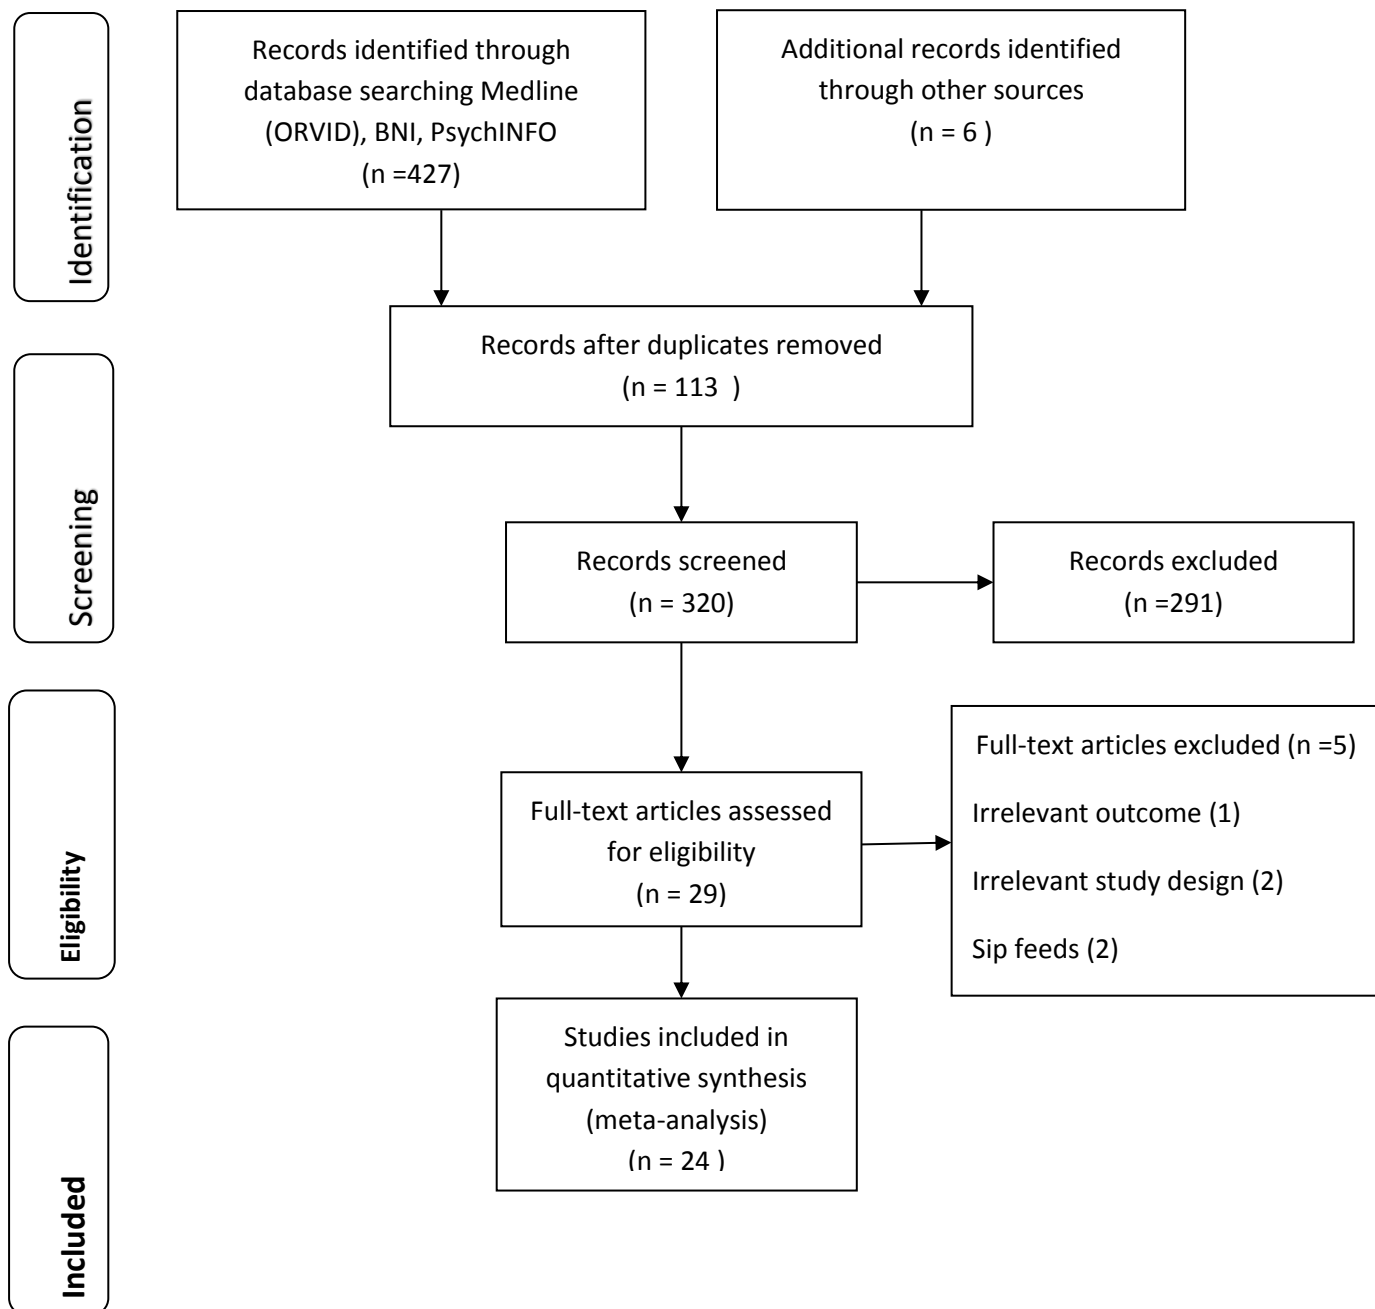 Identification
Records identified through
database searching Medline
(ORVID), BNI, PsychINFO
(n =427)
Additional records identified
through other sources
(n = 6 )
Records after duplicates removed
(n = 113  )
Screening
Records screened
(n = 320)
Records excluded
(n =291)
Eligibility
Full-text articles assessed
for eligibility
(n = 29)
Full-text articles excluded (n =5)
Irrelevant outcome (1)
Irrelevant study design (2)
Sip feeds (2)
Included
Studies included in
quantitative synthesis
(meta-analysis)
(n = 24 )